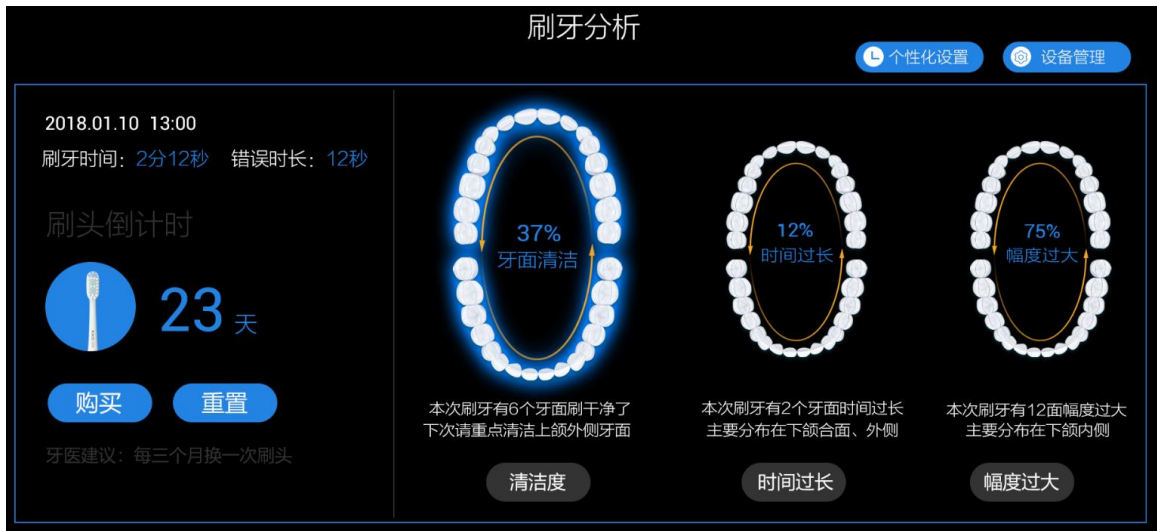 刷牙分析
个性化设置
设备管理
2018.01.10 13:00
刷牙时间：2分12秒 错误时长：12秒
刷头倒计时
23 天
购买
重置
牙医建议：每三个月换一次刷头
37%
牙面清洁
本次刷牙有6个牙面刷干净了
下次请重点清洁上颌外侧牙面
清洁度
12%
时间过长
本次刷牙有2个牙面时间过长
主要分布在下颌合面、外侧
时间过长
75%
幅度过大
本次刷牙有12面幅度过大
主要分布在下颌内侧
幅度过大